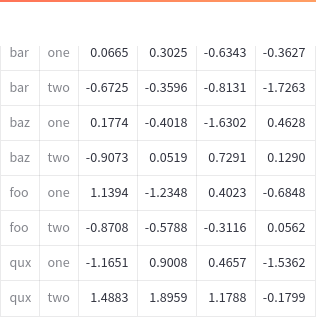 bar one 0.0665 0.3025 -0.6343 -0.3627
bar two -0.6725 -0.3596 -0.8131 -1.7263
baz one 0.1774 -0.4018 -1.6302 0.4628
baz two -0.9073 0.0519 0.7291 0.1290
foo one 1.1394 -1.2348 0.4023 -0.6848
foo two -0.8708 -0.5788 -0.3116 0.0562
qux one -1.1651 0.9008 0.4657 -1.5362
qux two 1.4883 1.8959 1.1788 -0.1799